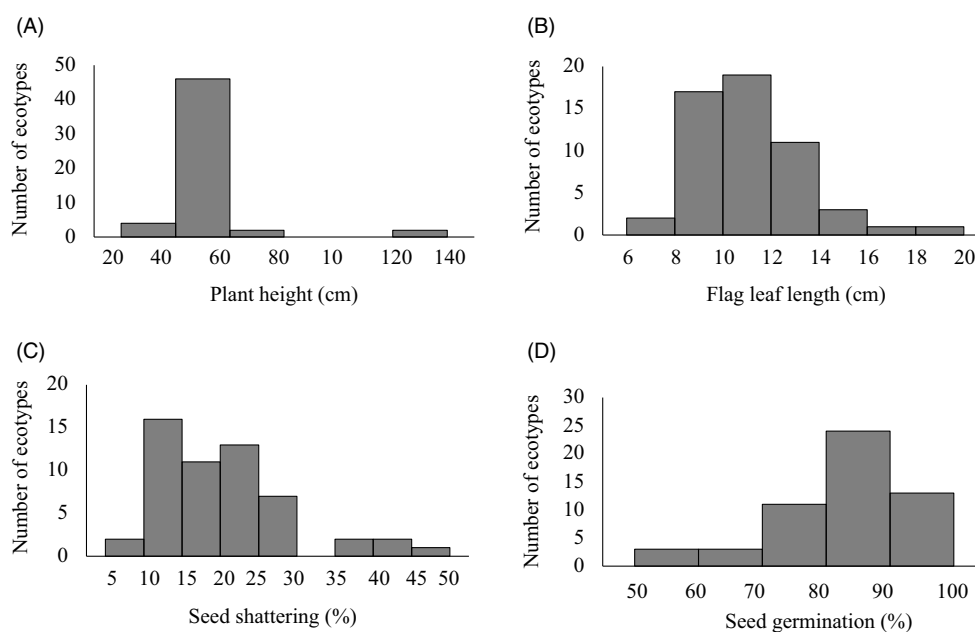 (A)
Number of ecotypes
50
40
30
20
10
0
20 40 60 80 10 120 140
Plant height (cm)
(B)
Number of ecotypes
20
15
10
5
0
6 8 10 12 14 16 18 20
Flag leaf length (cm)
(C)
Number of ecotypes
20
15
10
5
0
5 10 15 20 25 30 35 40 45 50
Seed shattering (%)
(D)
Number of ecotypes
30
25
20
15
10
5
0
50 60 70 80 90 100
Seed germination (%)